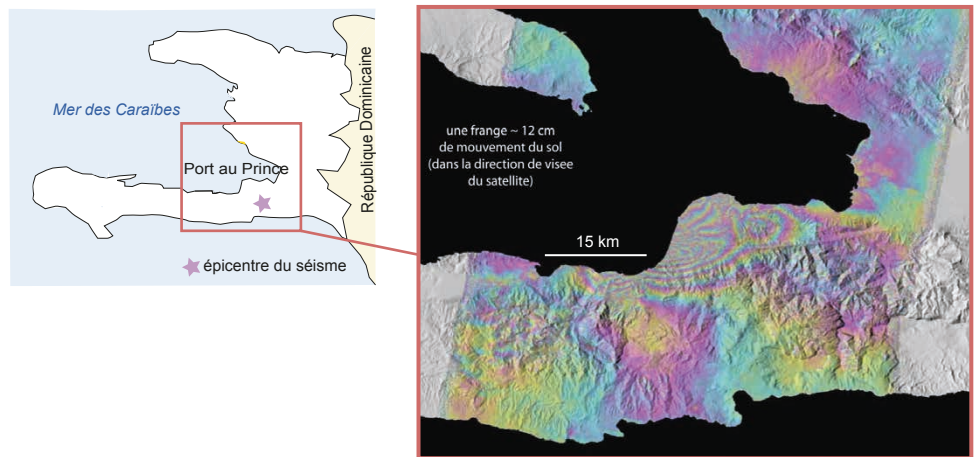 Mer des Caraïbes
République Dominicaine
Port au Prince
épicentre du séisme
une frange ~ 12 cm
de mouvement du sol
(dans la direction de visee
du satellite)
15 km